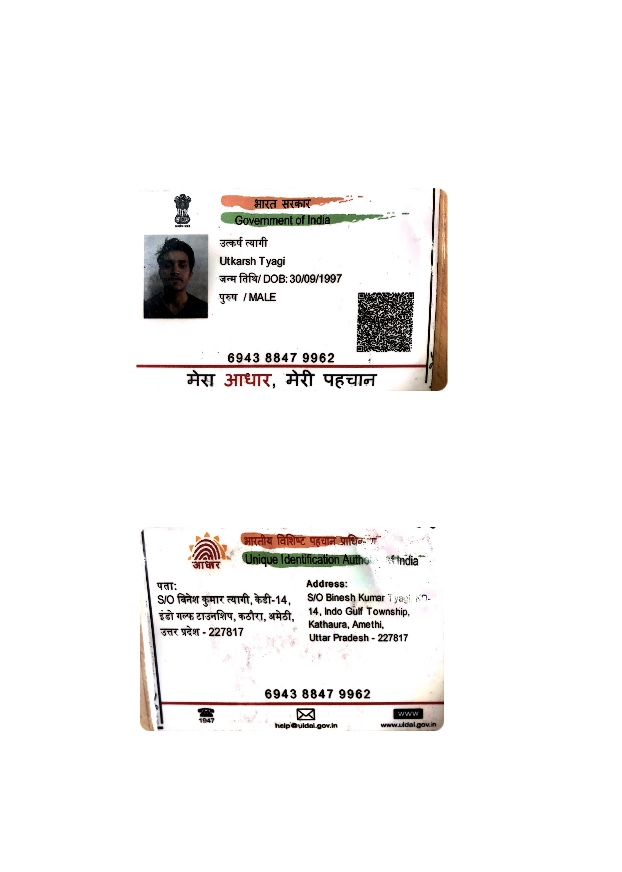 भारत सरकार
Government of India
उत्कर्ष त्यागी
Utkarsh Tyagi
जन्म तिथि/ DOB: 30/09/1997
पुरुष / MALE
6943 8847 9962
मेरा आधार, मेरी पहचान
आधार
भारतीय विशिष्ट पहचान
Unique Identification of India
पता:
S/O विनेश कुमार त्यागी, केडी-14,
इंडो गल्फ टाउनशिप, कठौरा, अमेठी,
उत्तर प्रदेश - 227817
Address:
S/O Binesh Kumar Tyagi
14, Indo Gulf Township,
Kathaura, Amethi,
Uttar Pradesh - 227817
6943 8847 9962
1947
help@uidai.gov.in
www
www.uidai.gov.in